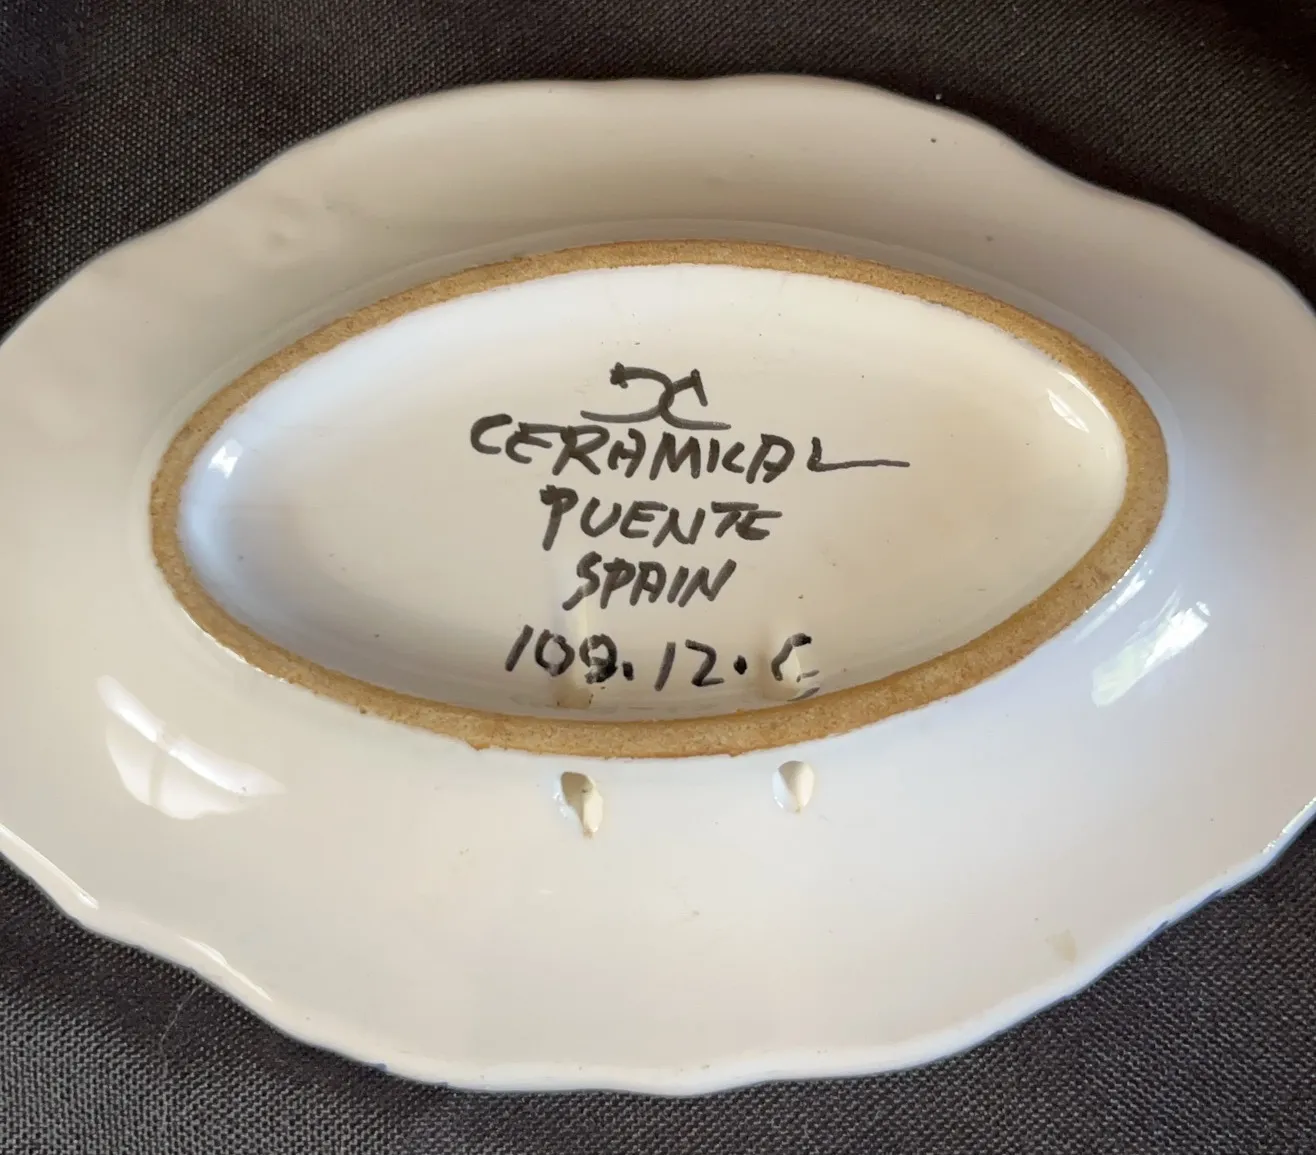 CERAMICAL
PUENTE
SPAIN
109.12.